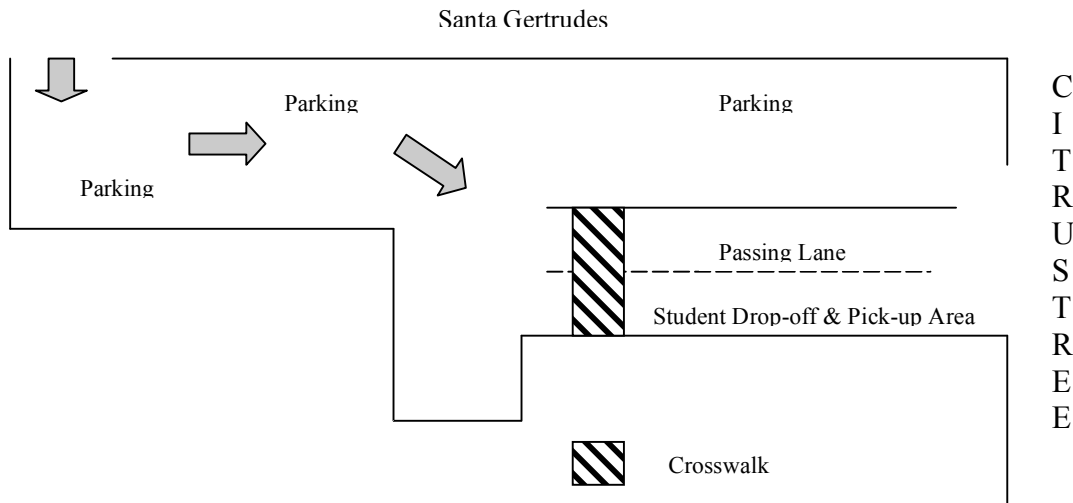 Santa Gertrudes
Parking
Parking
Parking
Passing Lane
Student Drop-off & Pick-up Area
Crosswalk
C
I
T
R
U
S
T
R
E
E